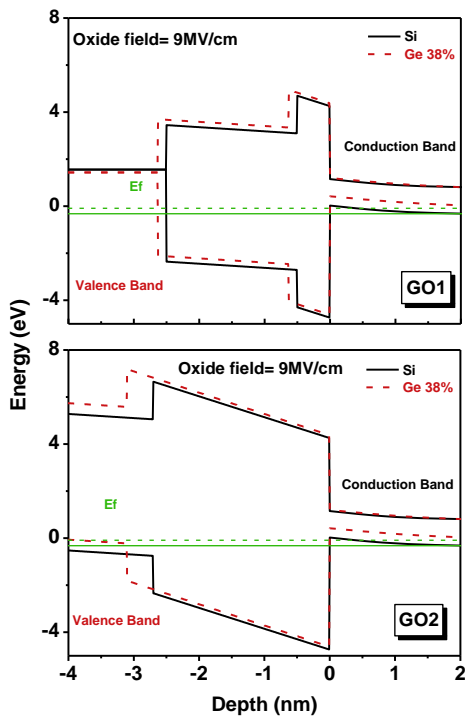 Oxide field= 9MV/cm
Si
Ge 38%
Conduction Band
Ef
Valence Band
GO1
8
4
0
-4
Energy (eV)
Oxide field= 9MV/cm
Si
Ge 38%
Conduction Band
Ef
Valence Band
GO2
8
4
0
-4
-4 -3 -2 -1 0 1 2
Depth (nm)